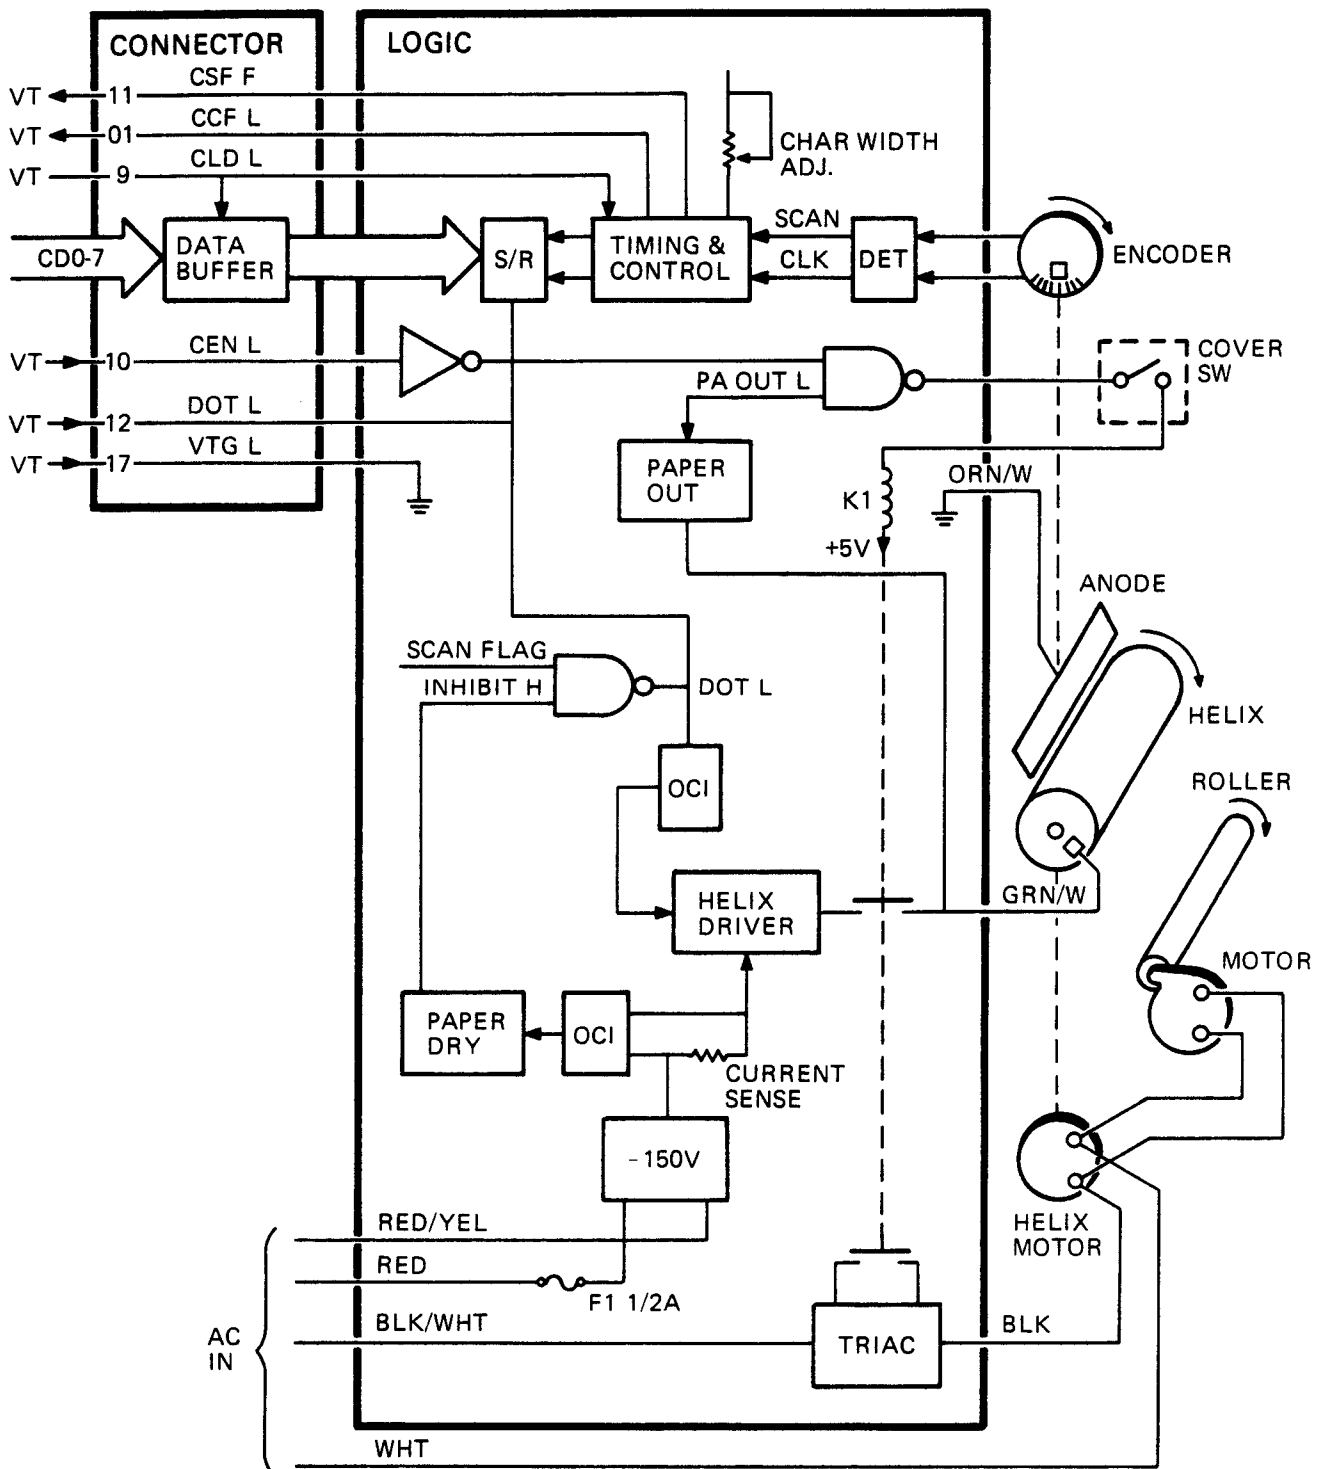 CONNECTOR
LOGIC
CSF F
VT 11
CCF L
VT 01
CLD L
VT 9
CHAR WIDTH
ADJ.
CD0-7
DATA
BUFFER
S/R
TIMING &
CONTROL
SCAN
CLK
DET
ENCODER
CEN L
VT 10
PA OUT L
COVER
SW
DOT L
VT 12
VTG L
VT 17
PAPER
OUT
K1
+5V
ORN/W
ANODE
SCAN FLAG
INHIBIT H
DOT L
HELIX
OCI
ROLLER
HELIX
DRIVER
GRN/W
MOTOR
PAPER
DRY
OCI
CURRENT
SENSE
-150V
HELIX
MOTOR
RED/YEL
RED
F1 1/2A
BLK/WHT
TRIAC
BLK
AC
IN
WHT